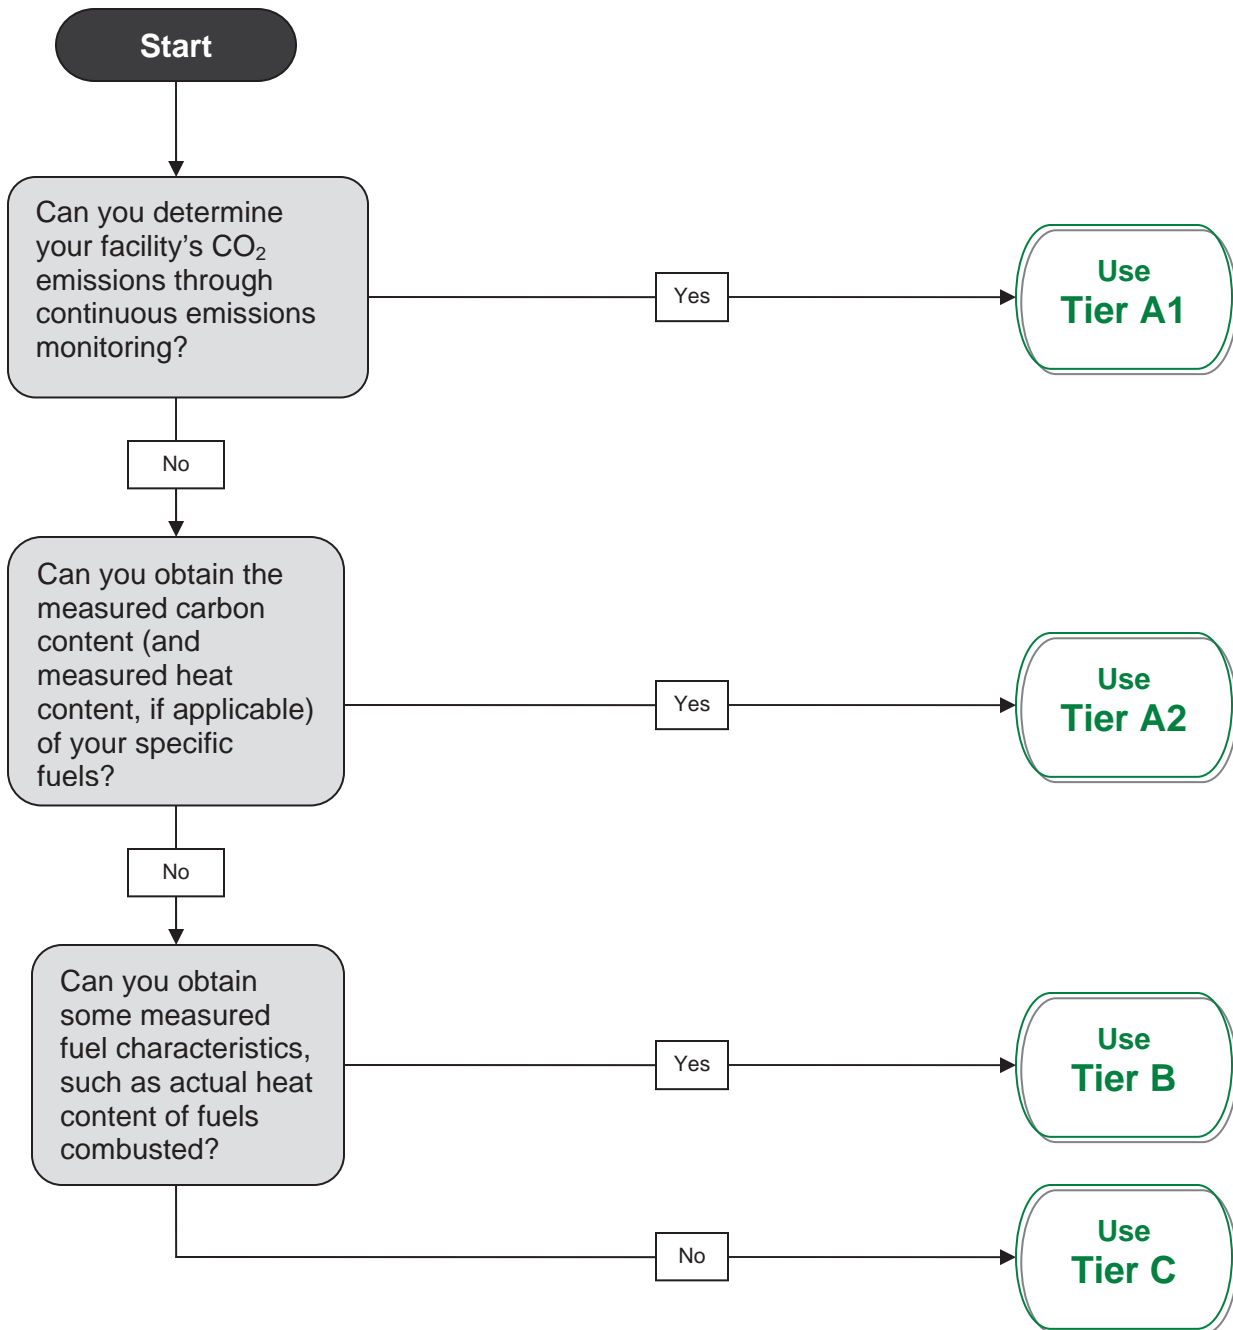 Start
Can you determine
your facility’s CO₂
emissions through
continuous emissions
monitoring?
Yes
Use
Tier A1
No
Can you obtain the
measured carbon
content (and
measured heat
content, if applicable)
of your specific
fuels?
Yes
Use
Tier A2
No
Can you obtain
some measured
fuel characteristics,
such as actual heat
content of fuels
combusted?
Yes
Use
Tier B
No
Use
Tier C